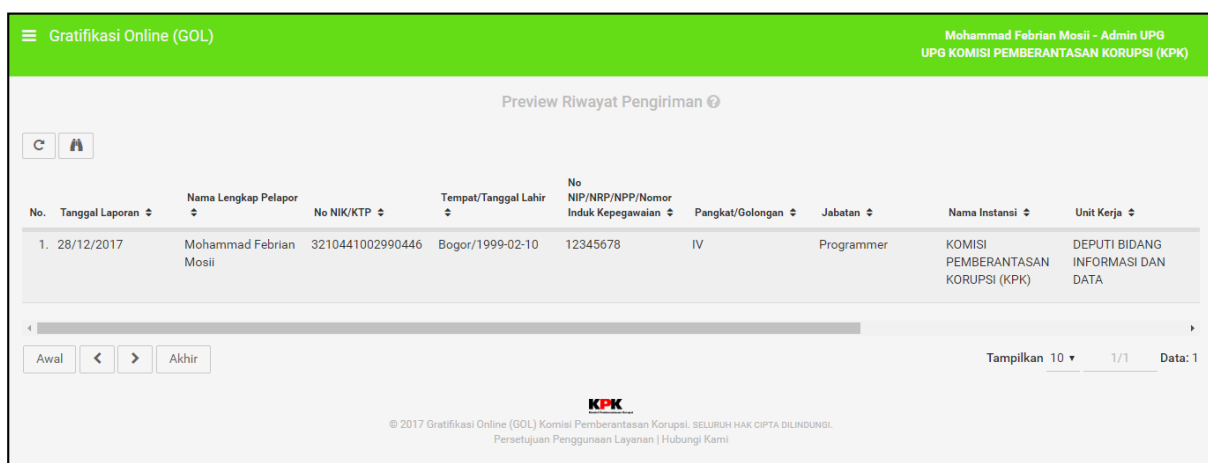 Gratifikasi Online (GOL)
Mohammad Febrian Mosii - Admin UPG
UPG KOMISI PEMBERANTASAN KORUPSI (KPK)
Preview Riwayat Pengiriman
No. Tanggal Laporan Nama Lengkap Pelapor No NIK/KTP Tempat/Tanggal Lahir No NIP/NRP/NPP/Nomor Induk Kepegawaian Pangkat/Golongan Jabatan Nama Instansi Unit Kerja
1. 28/12/2017 Mohammad Febrian 3210441002990446 Bogor/1999-02-10 12345678 IV Programmer KOMISI DEPUTI BIDANG
Mosii PEMBERANTASAN INFORMASI DAN
KORUPSI (KPK) DATA
Awal < > Akhir Tampilkan 10 1/1 Data: 1
KPK
© 2017 Gratifikasi Online (GOL) Komisi Pemberantasan Korupsi. SELURUH HAK CIPTA DILINDUNGI.
Persetujuan Penggunaan Layanan | Hubungi Kami